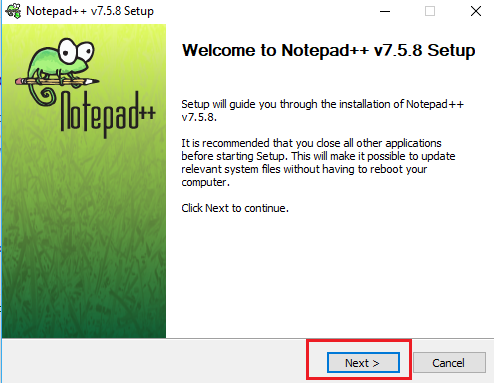 Notepad++ v7.5.8 Setup
Notepad++
Welcome to Notepad++ v7.5.8 Setup
Setup will guide you through the installation of Notepad++
v7.5.8.
It is recommended that you close all other applications
before starting Setup. This will make it possible to update
relevant system files without having to reboot your
computer.
Click Next to continue.
Next >
Cancel